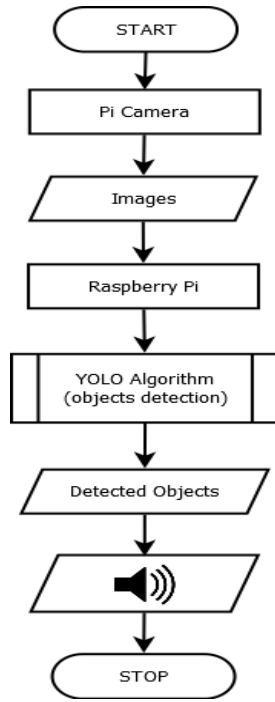 START
Pi Camera
Images
Raspberry Pi
YOLO Algorithm
(objects detection)
Detected Objects
STOP